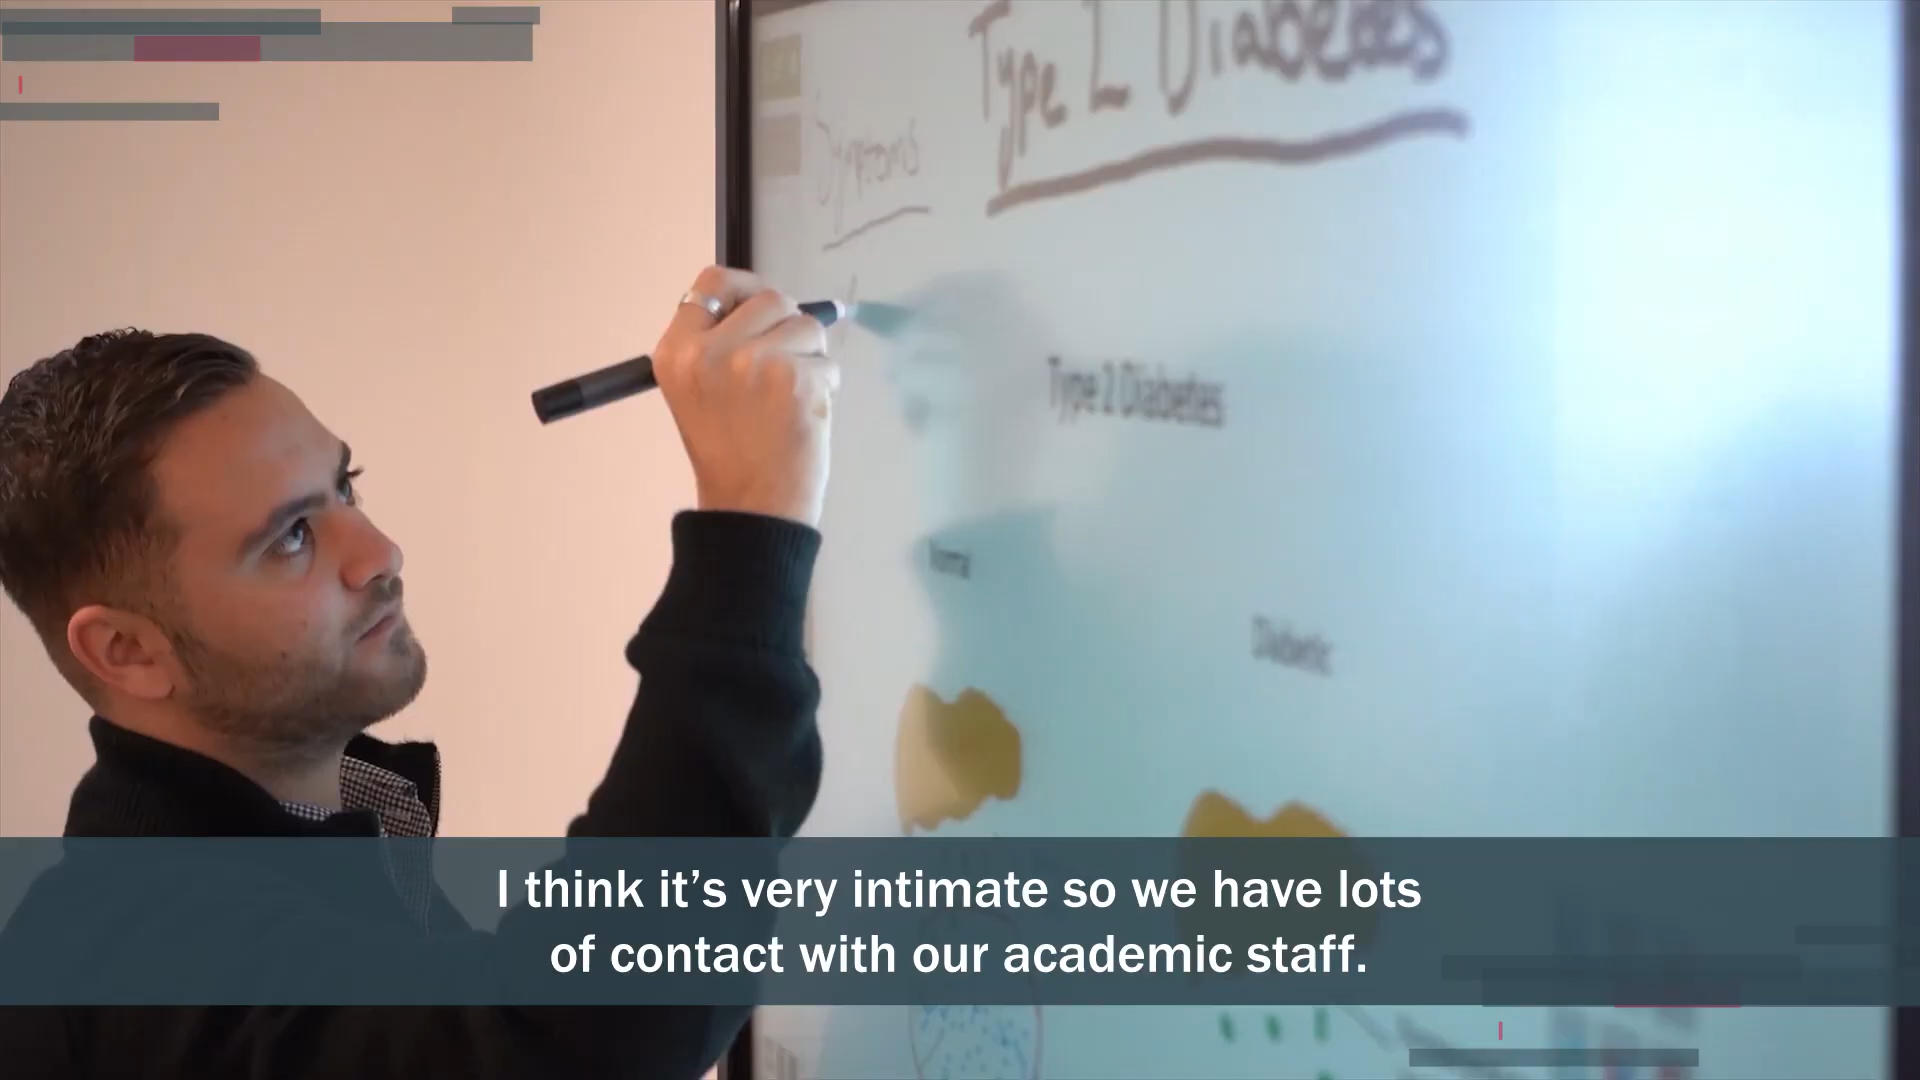 Type 2 Diabetes
Symptoms
Type 2 Diabetes
Normal
Diabetic
I think it's very intimate so we have lots
of contact with our academic staff.